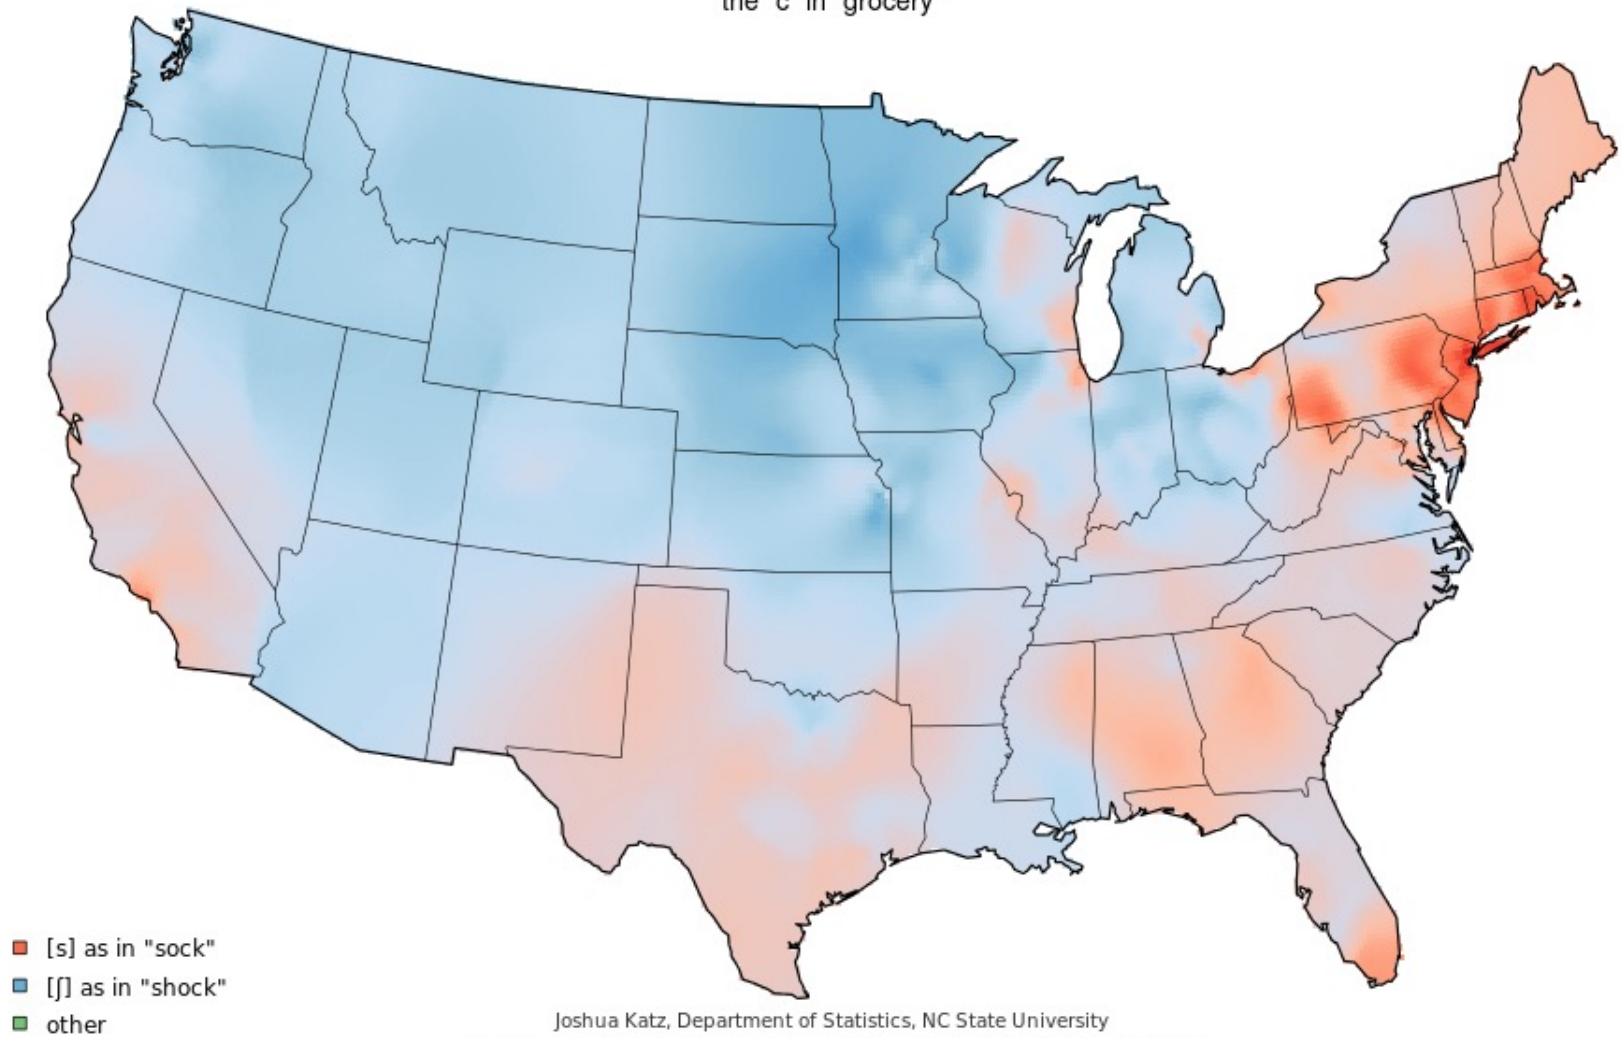 the "c" in "grocery"
[s] as in "sock"
[ʃ] as in "shock"
other
Joshua Katz, Department of Statistics, NC State University